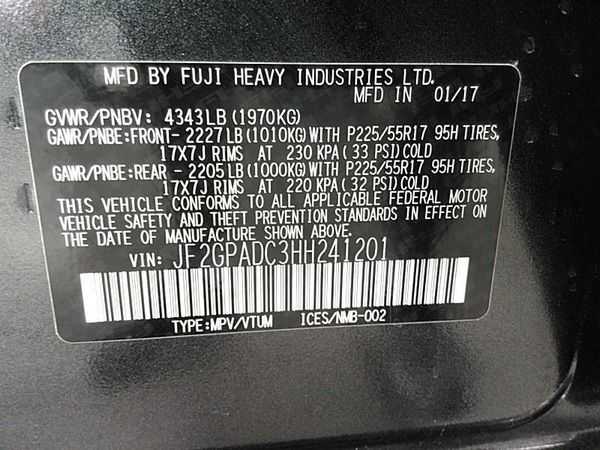 MFD BY FUJI HEAVY INDUSTRIES LTD.
MFD IN 01/17
GVWR/PNBV: 4343LB (1970KG)
GAWR/PNBE:FRONT- 2227LB (1010KG) WITH P225/55R17 95H TIRES,
17X7J RIMS AT 230 KPA ( 33 PSI) COLD
GAWR/PNBE:REAR - 2205LB (1000KG) WITH P225/55R17 95H TIRES,
17X7J RIMS AT 220 KPA ( 32 PSI) COLD
THIS VEHICLE CONFORMS TO ALL APPLICABLE FEDERAL MOTOR
VEHICLE SAFETY AND THEFT PREVENTION STANDARDS IN EFFECT
ON THE DATE OF MANUFACTURE SHOWN ABOVE.
VIN: JF2GPADC3HH241201
TYPE:MPV/VTUM ICES/NMB-002